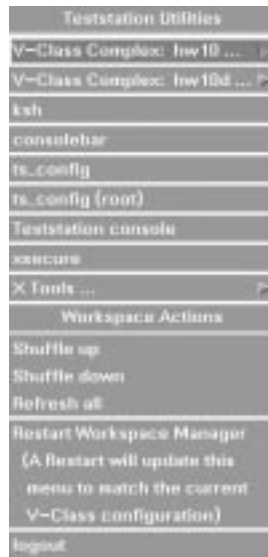 Teststation Utilities
V-Class Complex: hw10 ...
V-Class Complex: hw10d ...
ksh
consolebar
ts_config
ts_config (root)
Teststation console
xsecure
X Tools ...
Workspace Actions
Shuffle up
Shuffle down
Refresh all
Restart Workspace Manager
(A Restart will update this
menu to match the current
V-Class configuration)
logout